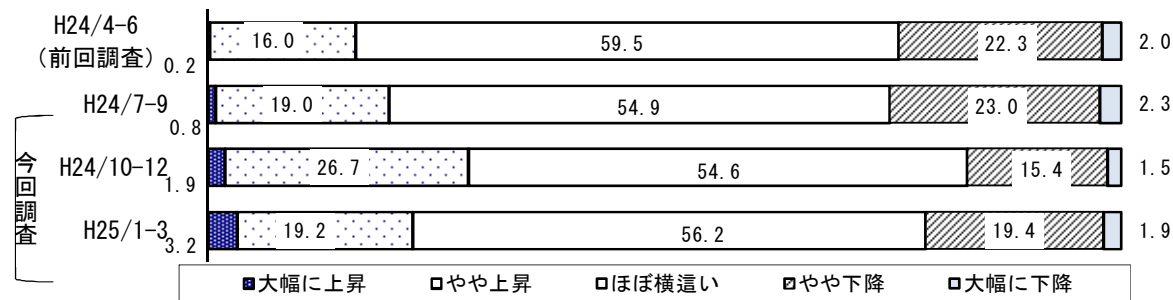 H24/4-6
(前回調査)
0.2 16.0 59.5 22.3 2.0
H24/7-9
0.8 19.0 54.9 23.0 2.3
今回調査
H24/10-12
1.9 26.7 54.6 15.4 1.5
H25/1-3
3.2 19.2 56.2 19.4 1.9
大幅に上昇 やや上昇 ほぼ横這い やや下降 大幅に下降